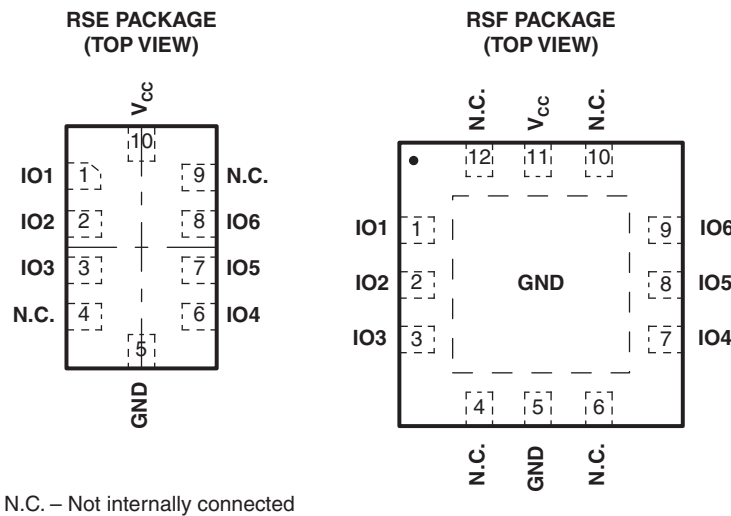 RSE PACKAGE
(TOP VIEW)
VCC
10
IO1 1 9 N.C.
IO2 2 8 IO6
IO3 3 7 IO5
N.C. 4 6 IO4
5
GND
RSF PACKAGE
(TOP VIEW)
N.C. VCC N.C.
12 11 10
IO1 1 9 IO6
IO2 2 GND 8 IO5
IO3 3 7 IO4
4 5 6
N.C. GND N.C.
N.C. – Not internally connected